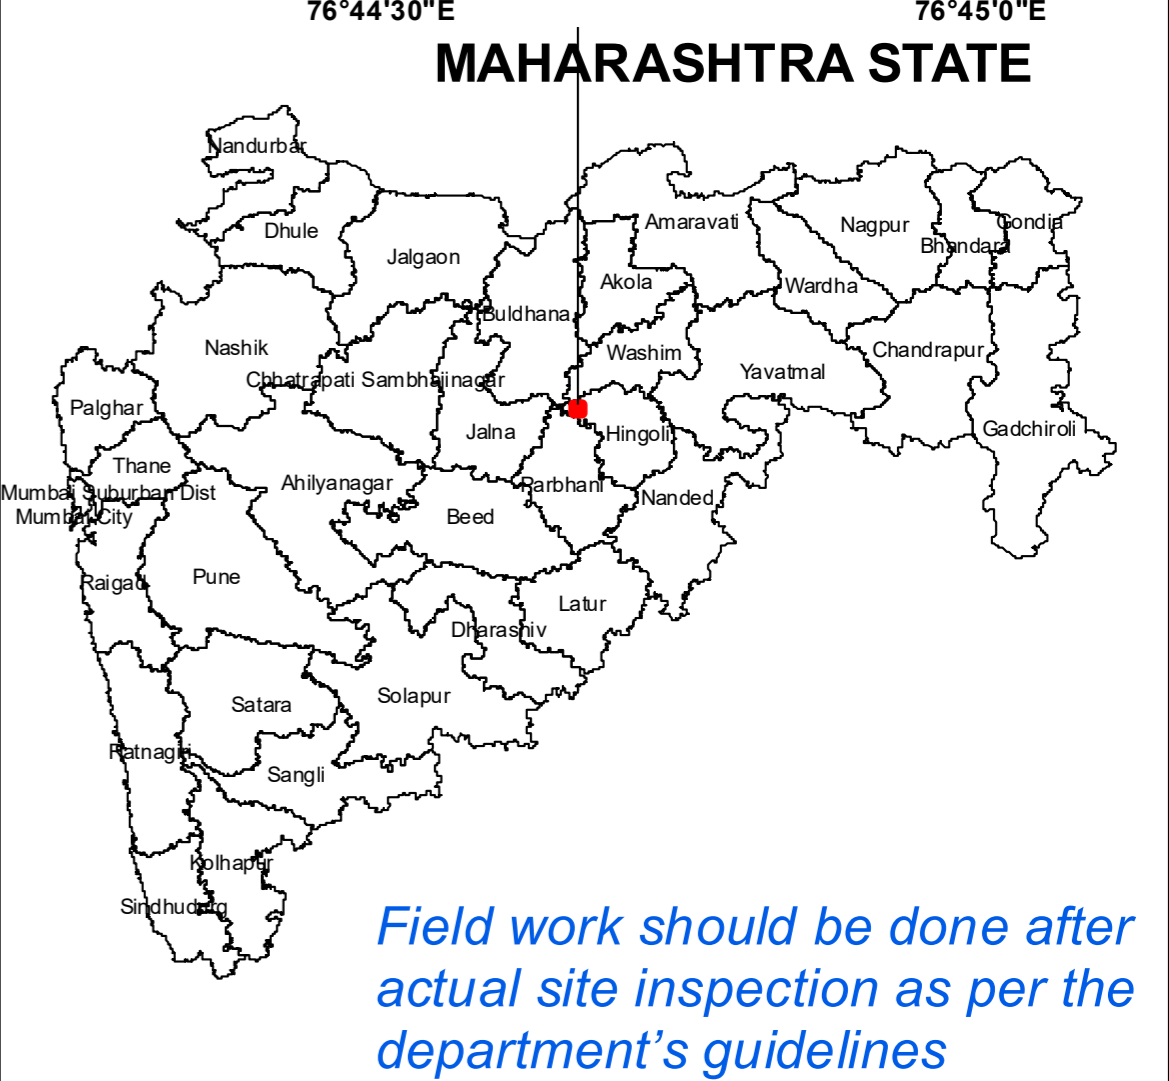 76°44'30"E 76°45'0"E
MAHARASHTRA STATE
Nandurbar
Dhule
Jalgaon
Amaravati
Nagpur
Gondia
Bhandara
Akola
Wardha
Buldhana
Nashik
Washim
Chandrapur
Chhatrapati Sambhajinagar
Yavatmal
Palghar
Jalna
Hingoli
Gadchiroli
Thane
Ahilyanagar
Parbhani
Mumbai Suburban Dist
Nanded
Mumbai City
Beed
Raigad
Pune
Latur
Dharashiv
Satara
Solapur
Ratnagiri
Sangli
Kolhapur
Sindhudurg
Field work should be done after
actual site inspection as per the
department’s guidelines